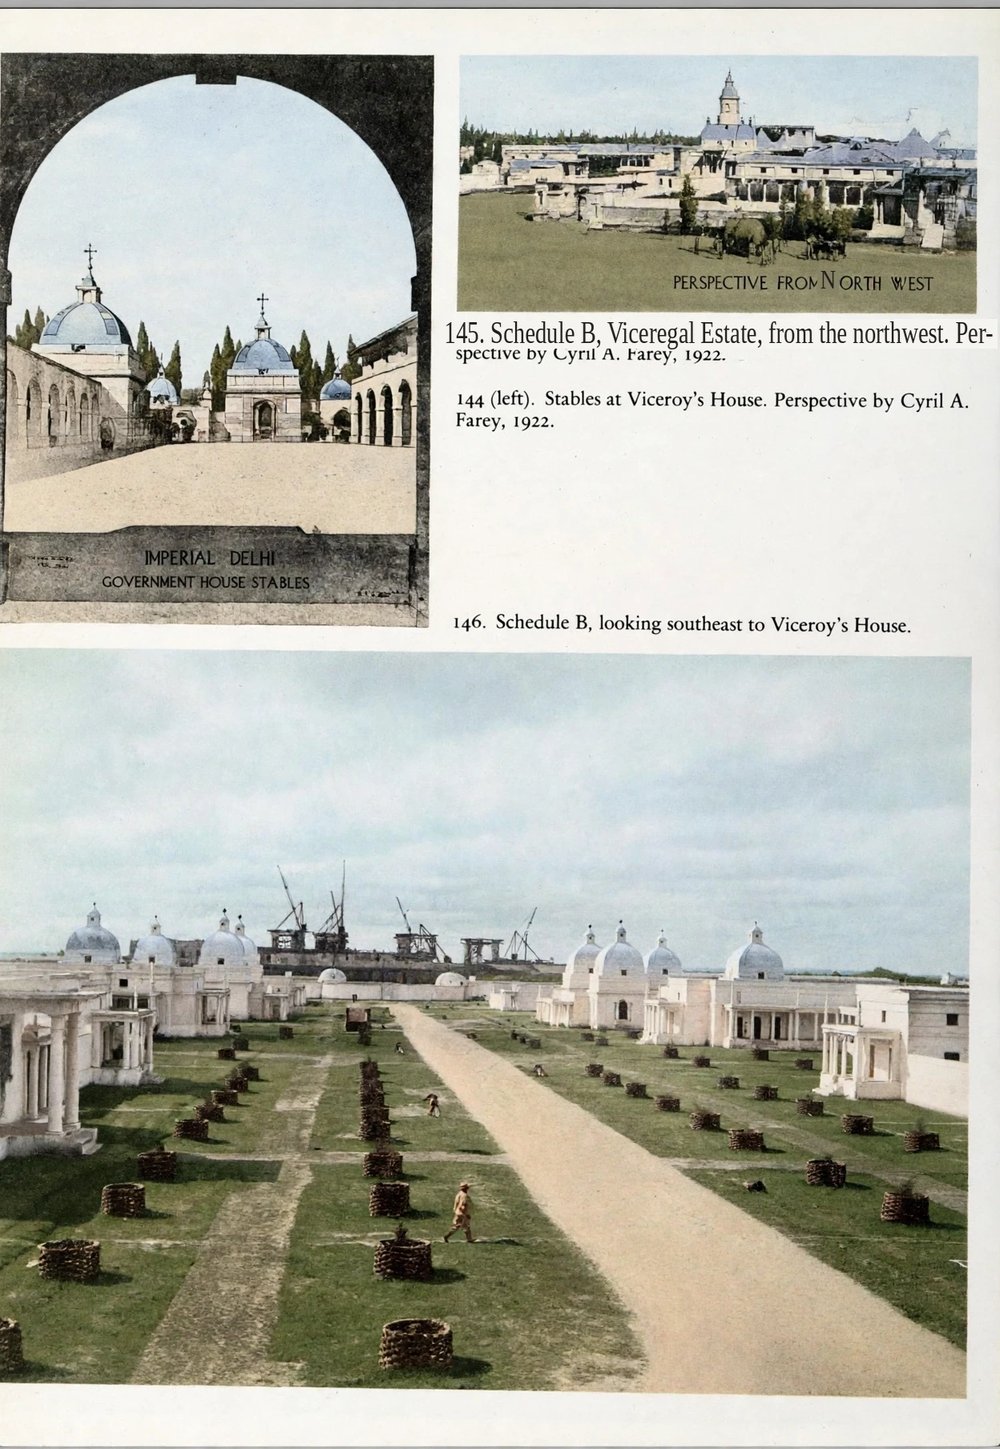 PERSPECTIVE FROM NORTH WEST
145. Schedule B, Viceregal Estate, from the northwest. Per-
spective by Cyril A. Farey, 1922.
144 (left). Stables at Viceroy's House. Perspective by Cyril A.
Farey, 1922.
IMPERIAL DELHI
GOVERNMENT HOUSE STABLES
146. Schedule B, looking southeast to Viceroy's House.